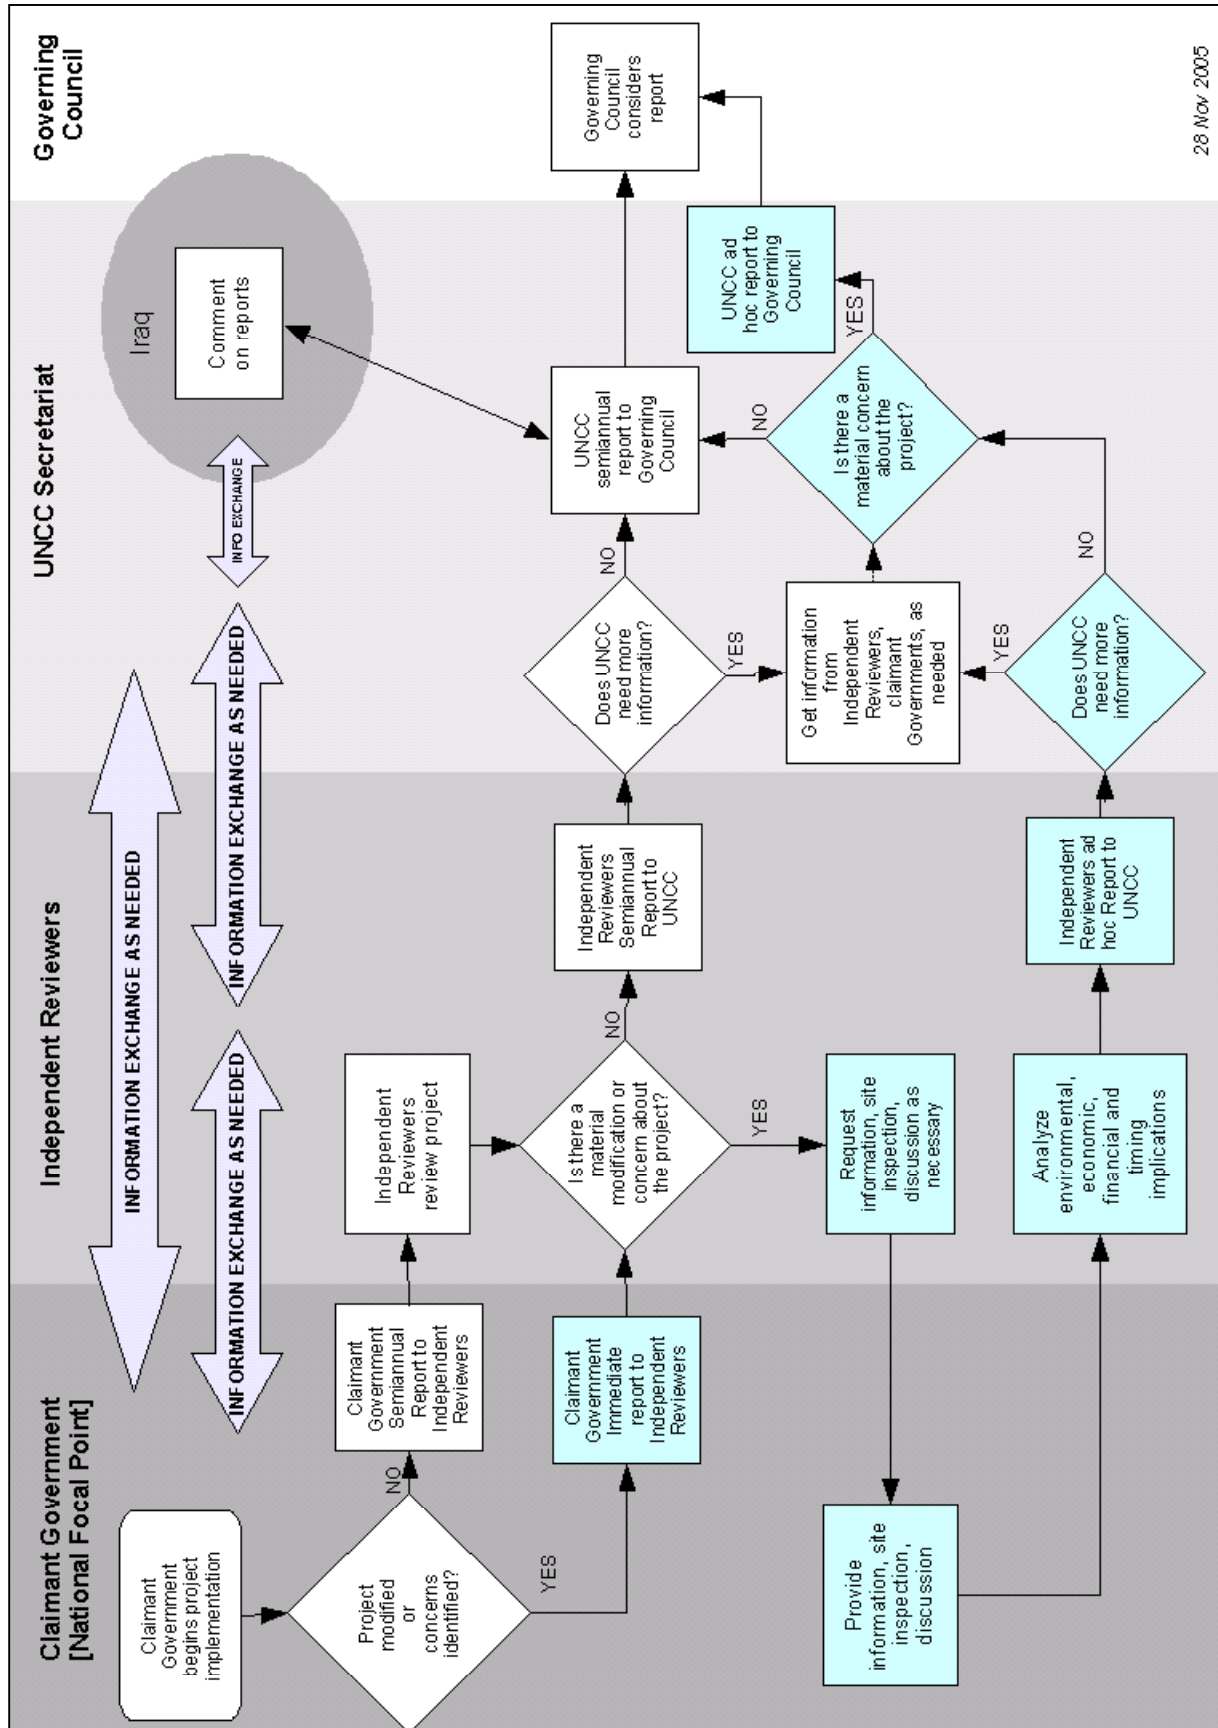 Claimant Government
[National Focal Point]
Independent Reviewers
UNCC Secretariat
Governing
Council
INFORMATION EXCHANGE AS NEEDED
INFORMATION EXCHANGE AS NEEDED
INFORMATION EXCHANGE AS NEEDED
INFO EXCHANGE
Iraq
Comment
on reports
Claimant
Government
begins project
implementation
Project
modified
or
concerns
identified?
NO
YES
Claimant
Government
Semiannual
Report to
Independent
Reviewers
Independent
Reviewers
review project
Claimant
Government
Immediate
report to
Independent
Reviewers
Is there a
material
modification or
concern about
the project?
NO
YES
Independent
Reviewers
Semiannual
Report to
UNCC
Does UNCC
need more
information?
NO
YES
UNCC
semiannual
report to
Governing
Council
Governing
Council
considers
report
Request
information, site
inspection,
discussion as
necessary
Provide
information, site
inspection,
discussion
Analyze
environmental,
economic,
financial and
timing
implications
Independent
Reviewers ad
hoc Report to
UNCC
Does UNCC
need more
information?
YES
NO
Get information
from
Independent
Reviewers,
claimant
Governments, as
needed
Is there a
material concern
about the
project?
NO
YES
UNCC ad
hoc report to
Governing
Council
28 Nov 2005